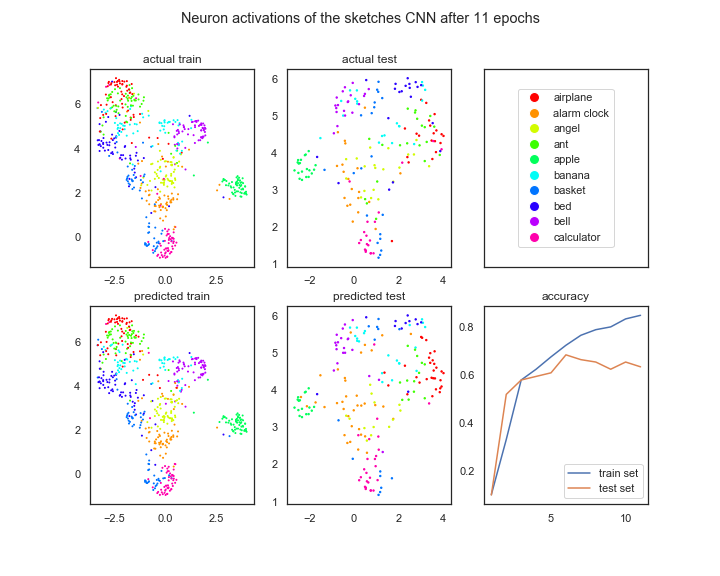 Neuron activations of the sketches CNN after 11 epochs
actual train
6
4
2
0
−2.5 0.0 2.5
actual test
6
5
4
3
2
1
−2 0 2 4
airplane
alarm clock
angel
ant
apple
banana
basket
bed
bell
calculator
predicted train
6
4
2
0
−2.5 0.0 2.5
predicted test
6
5
4
3
2
1
−2 0 2 4
accuracy
0.8
0.6
0.4
0.2
train set
test set
5 10